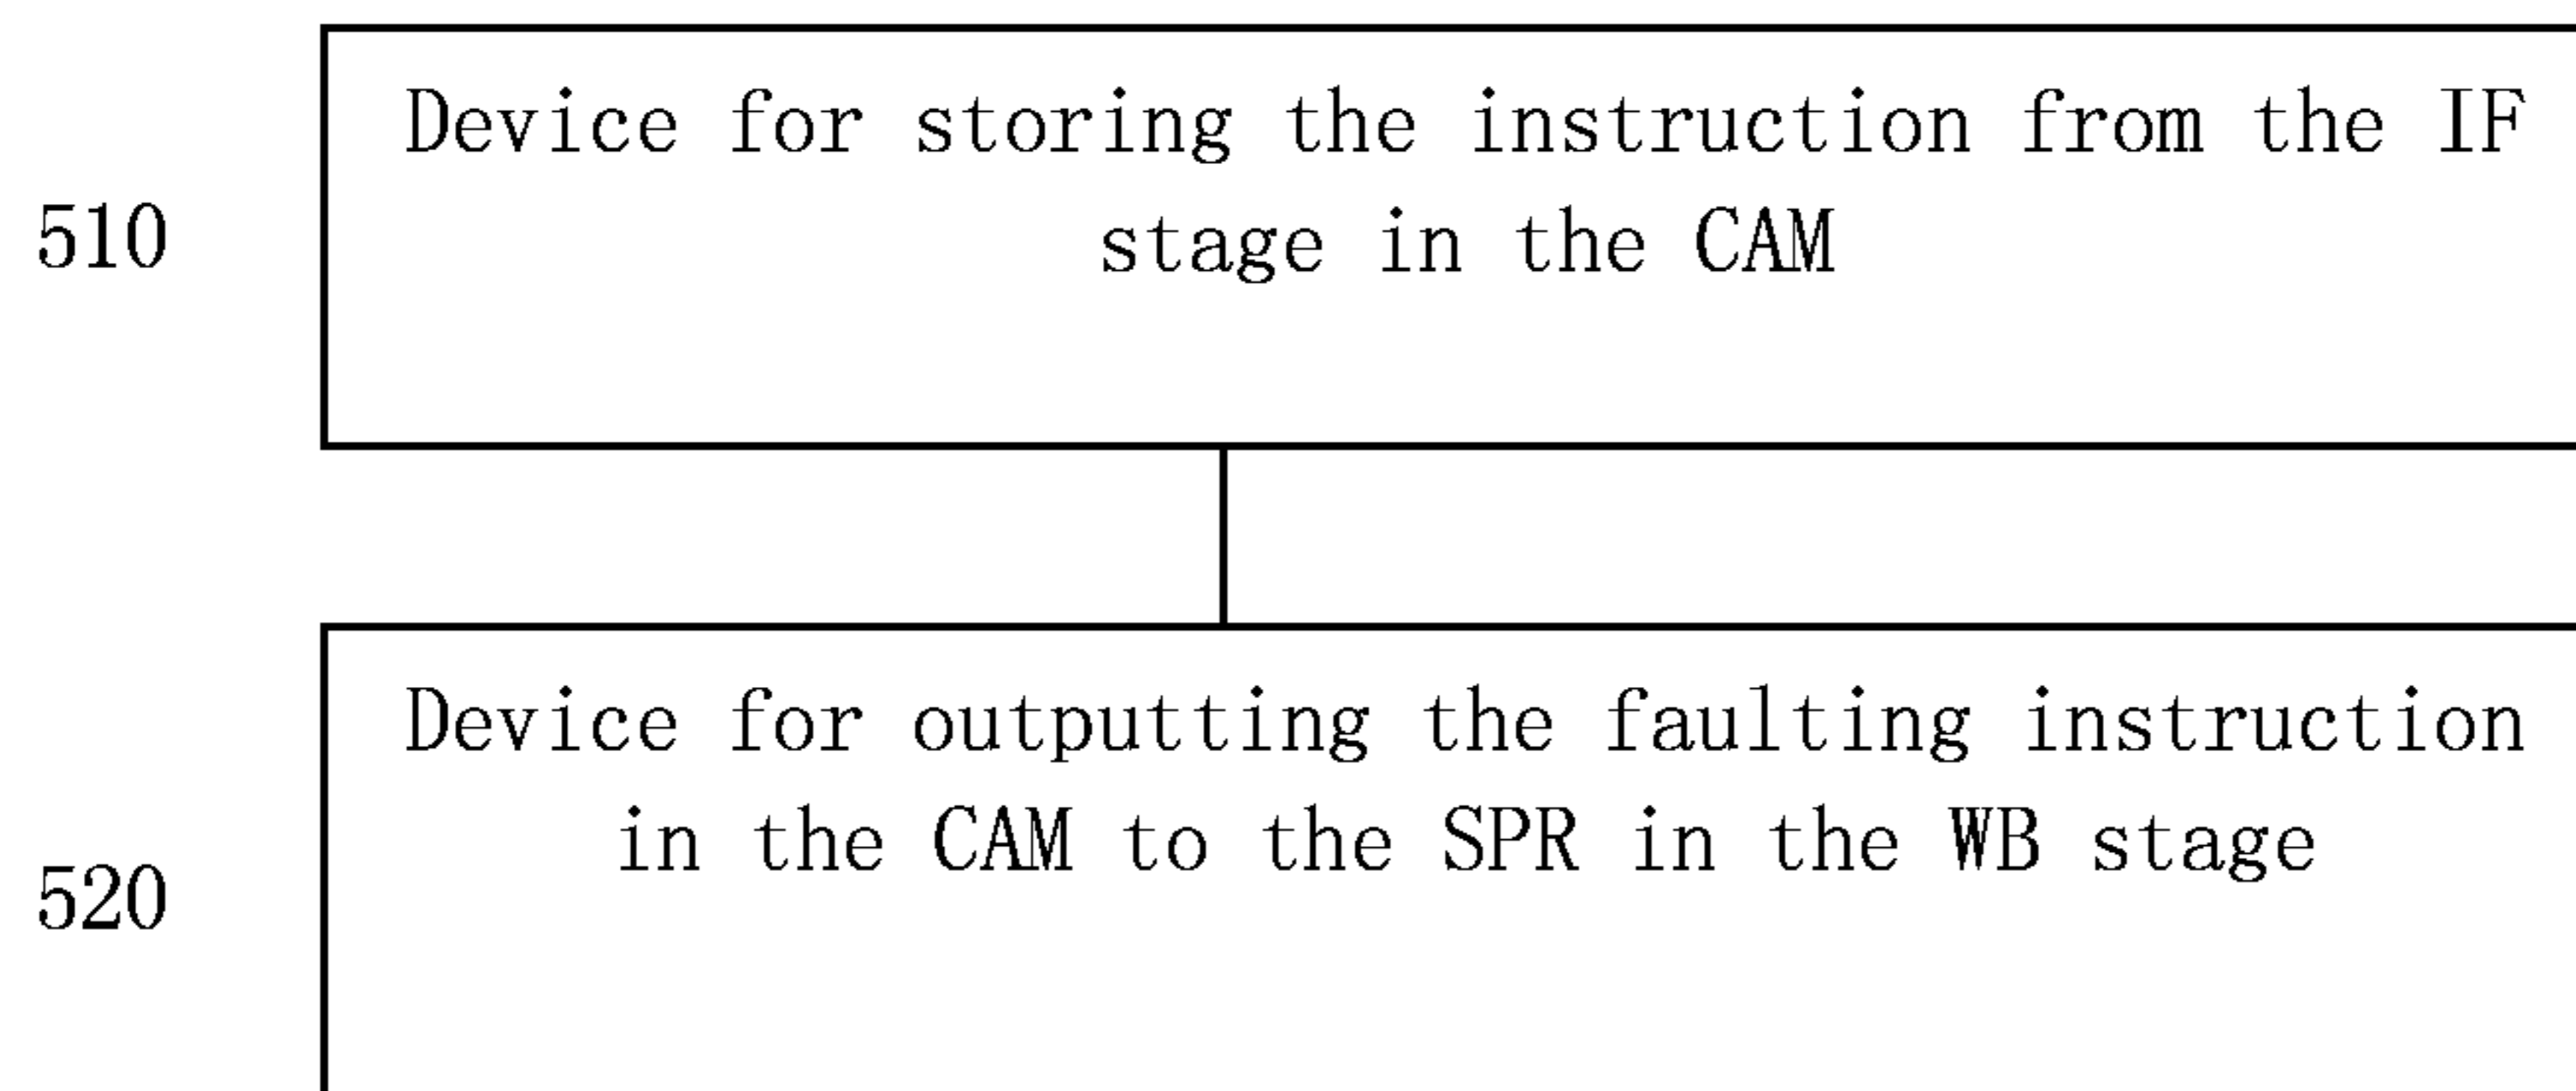 Device for storing the instruction from the IF
stage in the CAM
510
Device for outputting the faulting instruction
in the CAM to the SPR in the WB stage
520